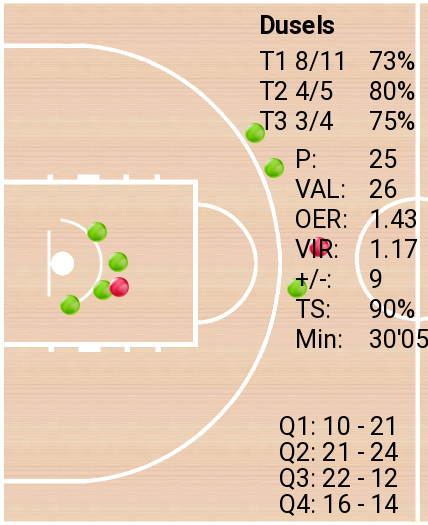 Dusels
T1 8/11 73%
T2 4/5 80%
T3 3/4 75%
P: 25
VAL: 26
OER: 1.43
VIR: 1.17
+/-: 9
TS: 90%
Min: 30'05
Q1: 10 - 21
Q2: 21 - 24
Q3: 22 - 12
Q4: 16 - 14